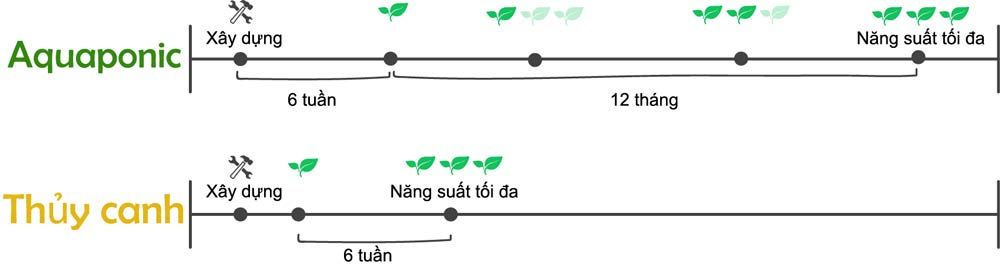 Xây dựng
Năng suất tối đa
Aquaponic
6 tuần
12 tháng
Xây dựng
Năng suất tối đa
Thủy canh
6 tuần